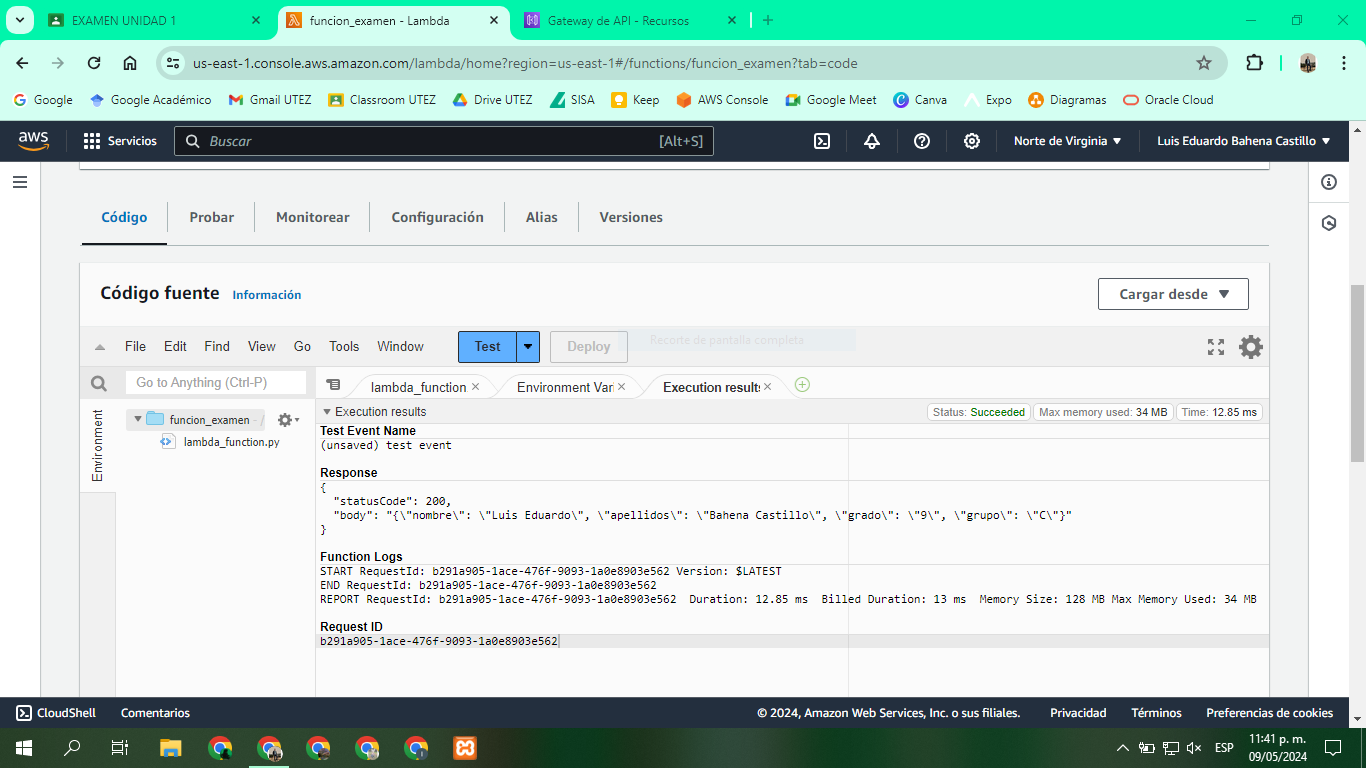 EXAMEN UNIDAD 1
funcion_examen - Lambda
Gateway de API - Recursos
us-east-1.console.aws.amazon.com/lambda/home?region=us-east-1#/functions/funcion_examen?tab=code
Google Google Académico Gmail UTEZ Classroom UTEZ Drive UTEZ SISA Keep AWS Console Google Meet Canva Expo Diagramas Oracle Cloud
aws Servicios Buscar [Alt+S] Norte de Virginia Luis Eduardo Bahena Castillo
Código Probar Monitorear Configuración Alias Versiones
Código fuente Información Cargar desde
File Edit Find View Go Tools Window Test Deploy Recorte de pantalla completa
Go to Anything (Ctrl-P) lambda_function Environment Var Execution results
Environment
funcion_examen - /
lambda_function.py
Execution results Status: Succeeded Max memory used: 34 MB Time: 12.85 ms
Test Event Name
(unsaved) test event
Response
{
"statusCode": 200,
"body": "{\"nombre\": \"Luis Eduardo\", \"apellidos\": \"Bahena Castillo\", \"grado\": \"9\", \"grupo\": \"C\"}"
}
Function Logs
START RequestId: b291a905-1ace-476f-9093-1a0e8903e562 Version: $LATEST
END RequestId: b291a905-1ace-476f-9093-1a0e8903e562
REPORT RequestId: b291a905-1ace-476f-9093-1a0e8903e562 Duration: 12.85 ms Billed Duration: 13 ms Memory Size: 128 MB Max Memory Used: 34 MB
Request ID
b291a905-1ace-476f-9093-1a0e8903e562
CloudShell Comentarios © 2024, Amazon Web Services, Inc. o sus filiales. Privacidad Términos Preferencias de cookies
ESP 11:41 p. m.
09/05/2024